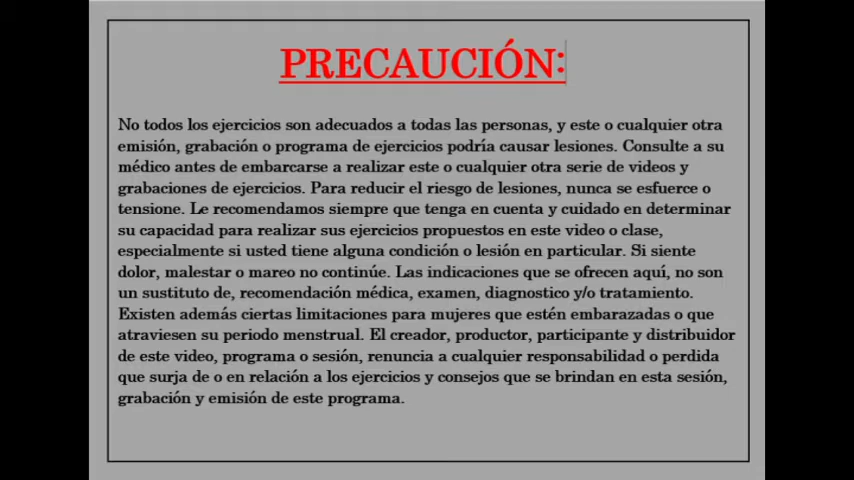 PRECAUCIÓN:
No todos los ejercicios son adecuados a todas las personas, y este o cualquier otra
emisión, grabación o programa de ejercicios podría causar lesiones. Consulte a su
médico antes de embarcarse a realizar este o cualquier otra serie de videos y
grabaciones de ejercicios. Para reducir el riesgo de lesiones, nunca se esfuerce o
tensione. Le recomendamos siempre que tenga en cuenta y cuidado en determinar
su capacidad para realizar sus ejercicios propuestos en este video o clase,
especialmente si usted tiene alguna condición o lesión en particular. Si siente
dolor, malestar o mareo no continúe. Las indicaciones que se ofrecen aquí, no son
un sustituto de, recomendación médica, examen, diagnostico y/o tratamiento.
Existen además ciertas limitaciones para mujeres que estén embarazadas o que
atraviesen su periodo menstrual. El creador, productor, participante y distribuidor
de este video, programa o sesión, renuncia a cualquier responsabilidad o perdida
que surja de o en relación a los ejercicios y consejos que se brindan en esta sesión,
grabación y emisión de este programa.